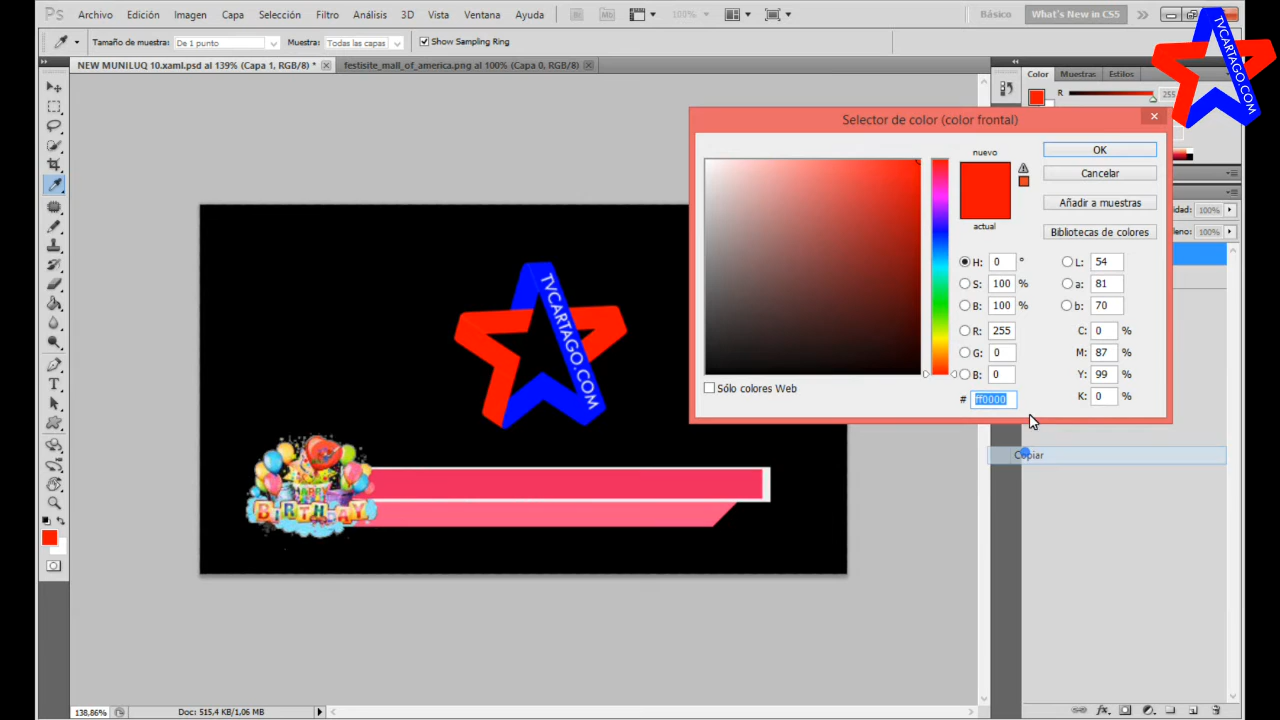 Ps Archivo Edición Imagen Capa Selección Filtro Análisis 3D Vista Ventana Ayuda Br Mb 100% Básico What's New in CS5
Tamaño de muestra: De 1 punto Muestra: Todas las capas Show Sampling Ring
NEW MUNILUQ 10.xaml.psd al 139% (Capa 1, RGB/8) * festisite_mall_of_america.png al 100% (Capa 0, RGB/8)
Color Muestras Estilos
R 255
TVCARTAGO.COM
Selector de color (color frontal)
nuevo
actual
OK
Cancelar
Añadir a muestras
Bibliotecas de colores
H: 0 ° L: 54
S: 100 % a: 81
B: 100 % b: 70
R: 255 C: 0 %
G: 0 M: 87 %
B: 0 Y: 99 %
# ff0000 K: 0 %
Sólo colores Web
idad: 100%
leno: 100%
Copiar
TVCARTAGO.COM
HAPPY
BIRTHDAY
138,86% Doc: 515,4 KB/1,06 MB